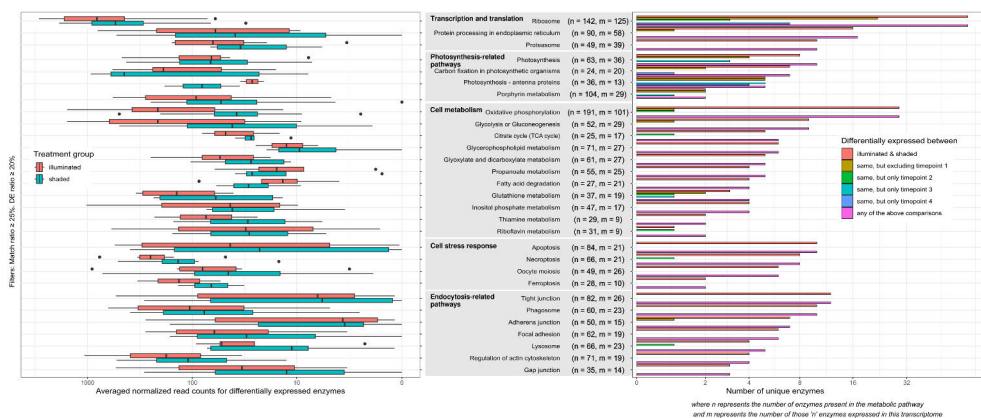 Filters: Match ratio ≥ 25%, DE ratio ≥ 20%
Treatment group
illuminated
shaded
1000
100
10
0
Averaged normalized read counts for differentially expressed enzymes
Transcription and translation
Ribosome (n = 142, m = 125)
Protein processing in endoplasmic reticulum (n = 90, m = 58)
Proteasome (n = 49, m = 39)
Photosynthesis-related
pathways
Photosynthesis (n = 63, m = 36)
Carbon fixation in photosynthetic organisms (n = 24, m = 20)
Photosynthesis - antenna proteins (n = 36, m = 13)
Porphyrin metabolism (n = 104, m = 29)
Cell metabolism
Oxidative phosphorylation (n = 191, m = 101)
Glycolysis or Gluconeogenesis (n = 52, m = 29)
Citrate cycle (TCA cycle) (n = 25, m = 17)
Glycerophospholipid metabolism (n = 71, m = 27)
Glyoxylate and dicarboxylate metabolism (n = 61, m = 27)
Propanoate metabolism (n = 55, m = 25)
Fatty acid degradation (n = 27, m = 21)
Glutathione metabolism (n = 37, m = 19)
Inositol phosphate metabolism (n = 47, m = 17)
Thiamine metabolism (n = 29, m = 9)
Riboflavin metabolism (n = 31, m = 9)
Cell stress response
Apoptosis (n = 84, m = 21)
Necroptosis (n = 66, m = 21)
Oocyte meiosis (n = 49, m = 26)
Ferroptosis (n = 28, m = 10)
Endocytosis-related
pathways
Tight junction (n = 82, m = 26)
Phagosome (n = 60, m = 23)
Adherens junction (n = 50, m = 15)
Focal adhesion (n = 62, m = 19)
Lysosome (n = 66, m = 23)
Regulation of actin cytoskeleton (n = 71, m = 19)
Gap junction (n = 35, m = 14)
Differentially expressed between
illuminated & shaded
same, but excluding timepoint 1
same, but only timepoint 2
same, but only timepoint 3
same, but only timepoint 4
any of the above comparisons
0
2
4
8
16
32
Number of unique enzymes
where n represents the number of enzymes present in the metabolic pathway
and m represents the number of those 'n' enzymes expressed in this transcriptome